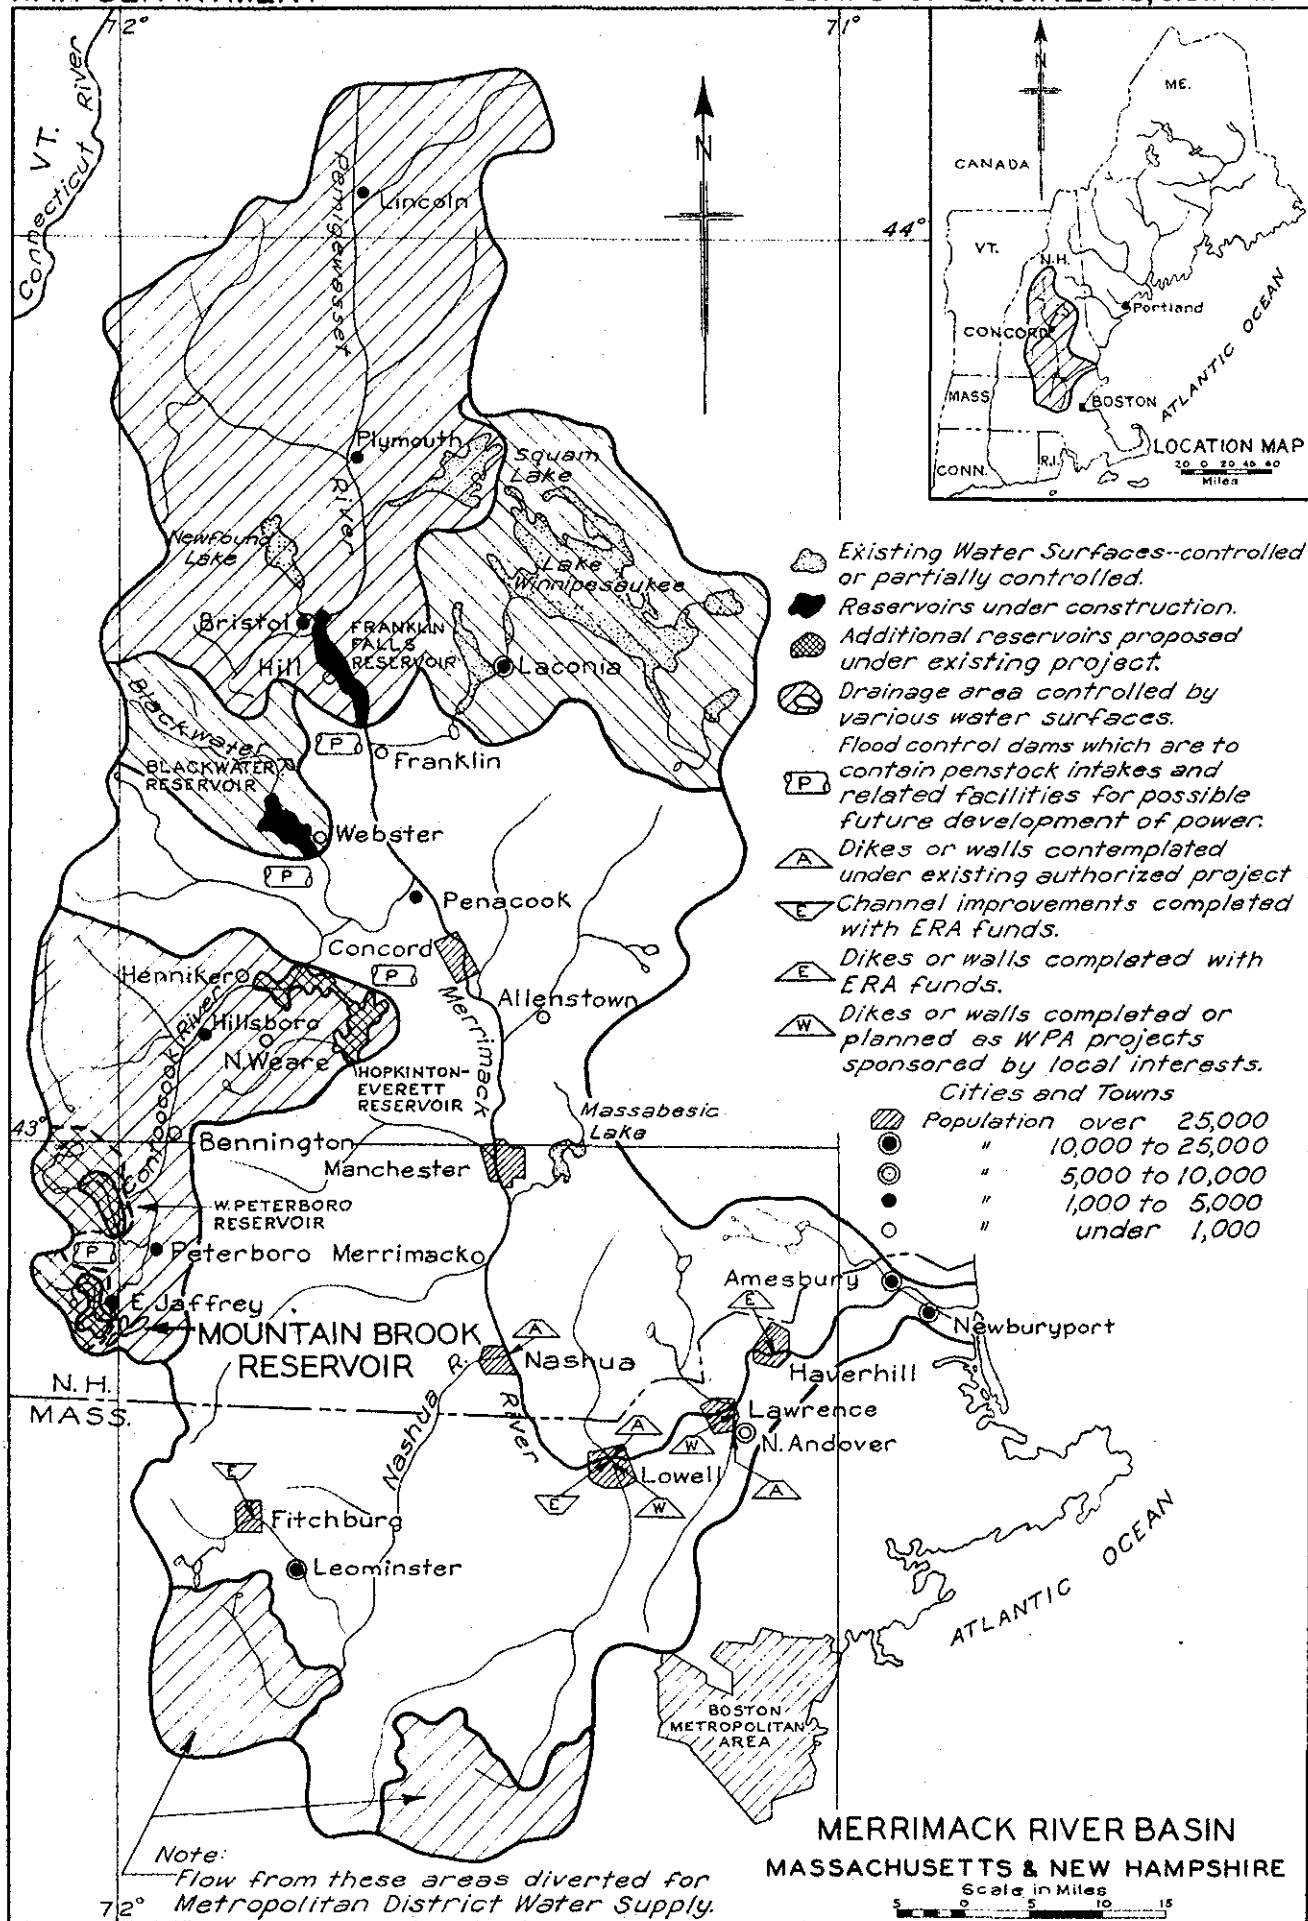 72°
71°
VT.
Connecticut River
N
Pemigewasset
River
Lincoln
44°
Plymouth
Squam
Lake
Newfound
Lake
Lake
Winnipesaukee
Bristol
FRANKLIN
FALLS
RESERVOIR
Hill
Laconia
Blackwater
BLACKWATER
RESERVOIR
P
Franklin
Webster
P
Penacook
Concord
P
Henniker
Merrimack
Allenstown
Contoocook River
Hillsboro
N. Weare
HOPKINTON-
EVERETT
RESERVOIR
43°
Massabesic
Lake
Bennington
Manchester
W. PETERBORO
RESERVOIR
P
Peterboro
Merrimack
Amesbury
E
E. Jaffrey
Newburyport
MOUNTAIN BROOK
RESERVOIR
A
Nashua
Haverhill
N.H.
MASS.
Nashua R.
River
Lawrence
A
W
N. Andover
Lowell
E
A
E
W
Fitchburg
Leominster
ATLANTIC OCEAN
BOSTON
METROPOLITAN
AREA
Note:
Flow from these areas diverted for
Metropolitan District Water Supply.
72°
N
ME.
CANADA
VT.
N.H.
Portland
CONCORD
ATLANTIC OCEAN
MASS
BOSTON
CONN.
R.I.
LOCATION MAP
20 0 20 40 60
Miles
Existing Water Surfaces--controlled
or partially controlled.
Reservoirs under construction.
Additional reservoirs proposed
under existing project.
Drainage area controlled by
various water surfaces.
P
Flood control dams which are to
contain penstock intakes and
related facilities for possible
future development of power.
A
Dikes or walls contemplated
under existing authorized project
E
Channel improvements completed
with ERA funds.
E
Dikes or walls completed with
ERA funds.
W
Dikes or walls completed or
planned as WPA projects
sponsored by local interests.
Cities and Towns
Population over 25,000
" 10,000 to 25,000
" 5,000 to 10,000
" 1,000 to 5,000
" under 1,000
MERRIMACK RIVER BASIN
MASSACHUSETTS & NEW HAMPSHIRE
Scale in Miles
5 0 5 10 15